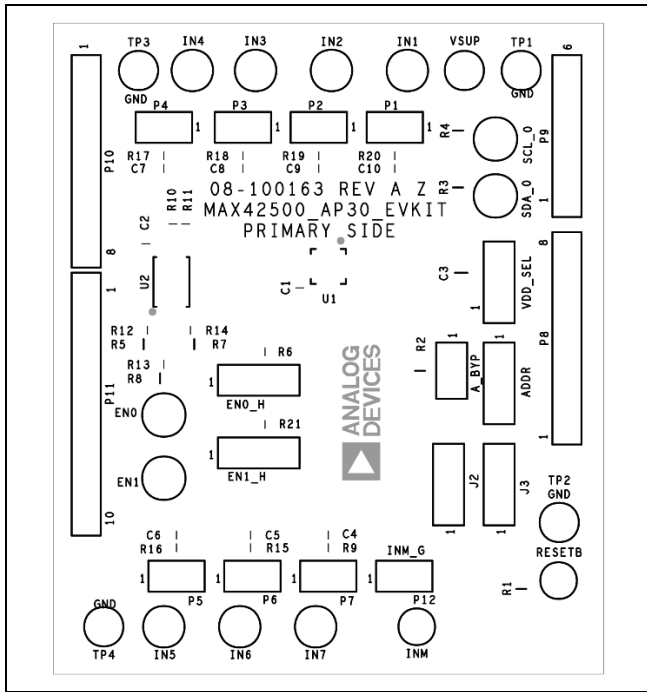 1 TP3 IN4 IN3 IN2 IN1 VSUP TP1 6
GND GND
P4 P3 P2 P1
1 1 1 1 R4
SCL_0 P9
P10
R17 R18 R19 R20
C7 C8 C9 C10
R3 SDA_0
08-100163 REV A Z
MAX42500_AP30_EVKIT
PRIMARY SIDE
R10 R11
C2
1
8 8
U2 C1 U1 C3 VDD_SEL
1 1
P8
R12 R14
R5 R7
R2 1 1
R13 R6
R8
P11
1
EN0_H
A_BYP ADDR
EN0
ANALOG
DEVICES
R21
1 1
EN1_H
EN1
J2 J3 TP2
GND
10
1 1
C6 C5 C4
R16 R15 R9 INM_G RESETB
1 1 1 1
R1
GND P5 P6 P7 P12
TP4 IN5 IN6 IN7 INM